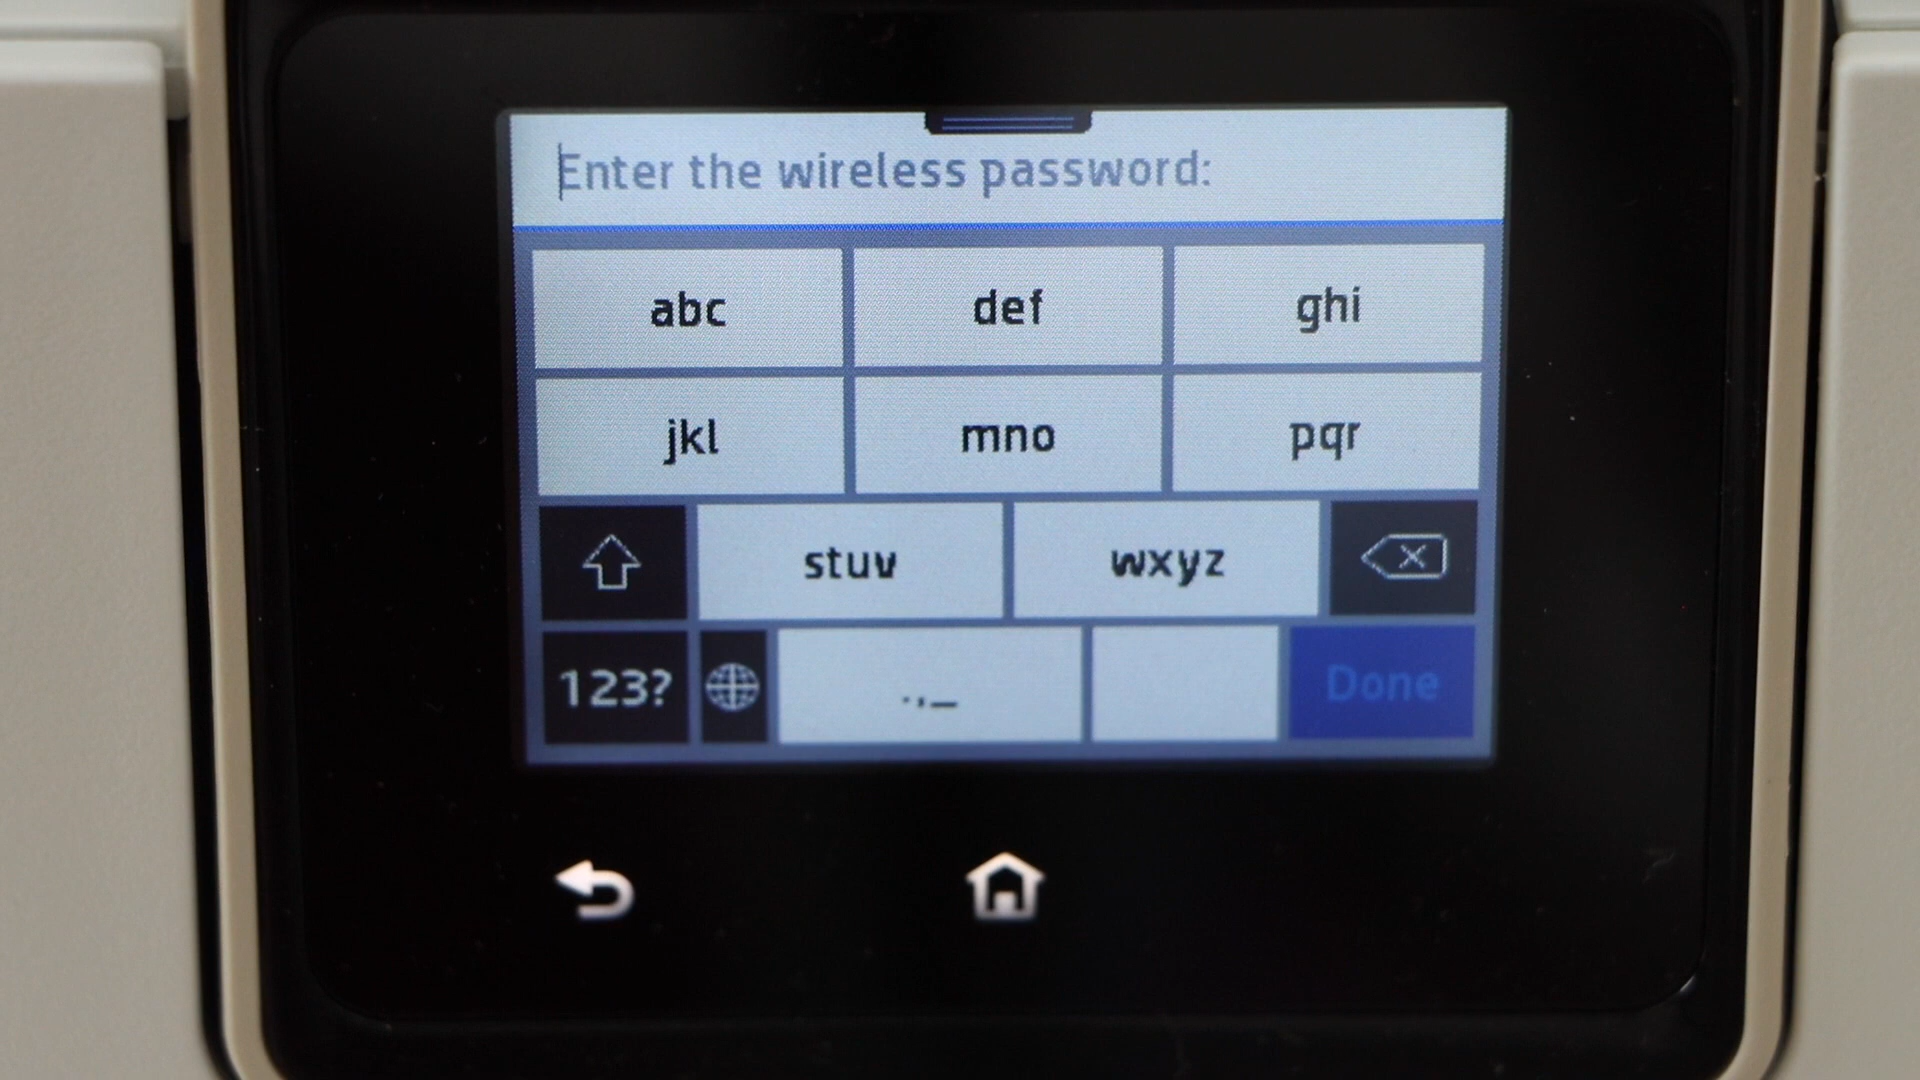 Enter the wireless password:
abc def ghi
jkl mno pqr
stuv wxyz
123? .,_ Done